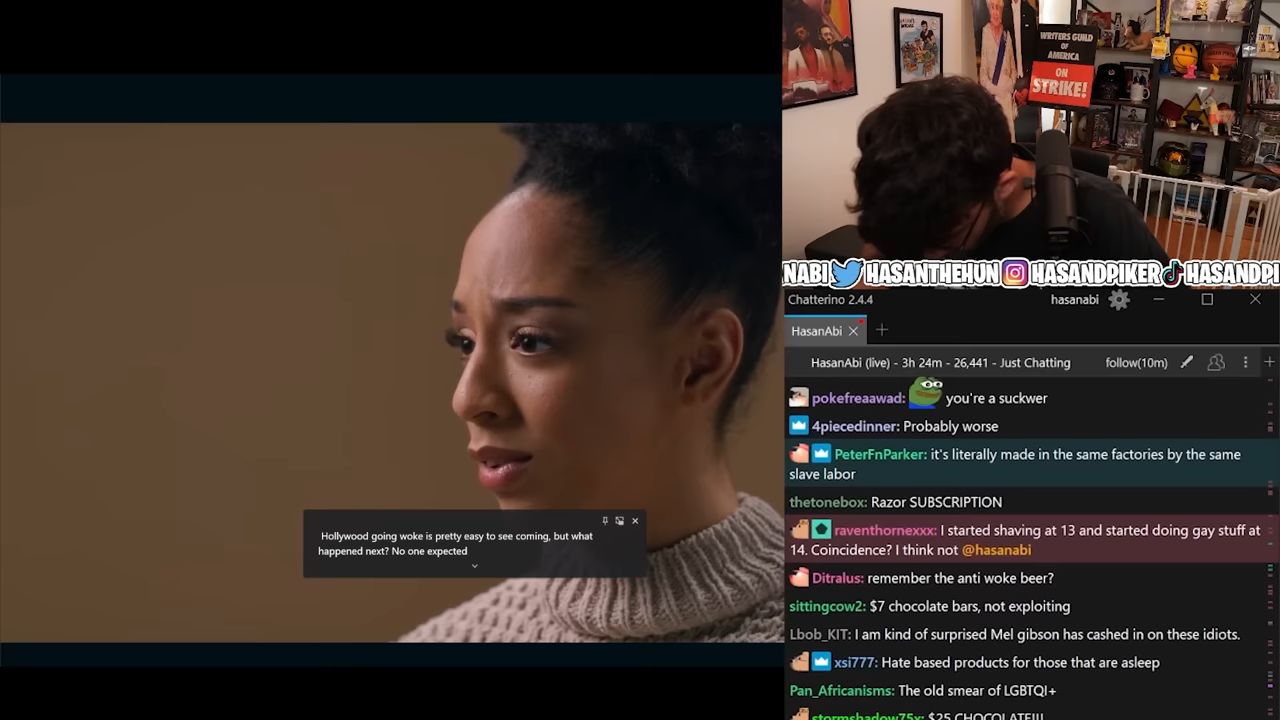 WRITERS GUILD
OF
AMERICA
ON
STRIKE!
NABI HASANTHEHUN HASANDPIKER HASANDPI
Chatterino 2.4.4
hasanabi
HasanAbi
HasanAbi (live) - 3h 24m - 26,441 - Just Chatting
follow(10m)
pokefreaawad: you're a suckwer
4piecedinner: Probably worse
PeterFnParker: it's literally made in the same factories by the same
slave labor
thetonebox: Razor SUBSCRIPTION
raventhornexxx: I started shaving at 13 and started doing gay stuff at
14. Coincidence? I think not @hasanabi
Ditralus: remember the anti woke beer?
sittingcow2: $7 chocolate bars, not exploiting
Lbob_KIT: I am kind of surprised Mel gibson has cashed in on these idiots.
xsi777: Hate based products for those that are asleep
Pan_Africanisms: The old smear of LGBTQI+
stormshadow75x: $25 CHOCOLATE!!!
Hollywood going woke is pretty easy to see coming, but what
happened next? No one expected